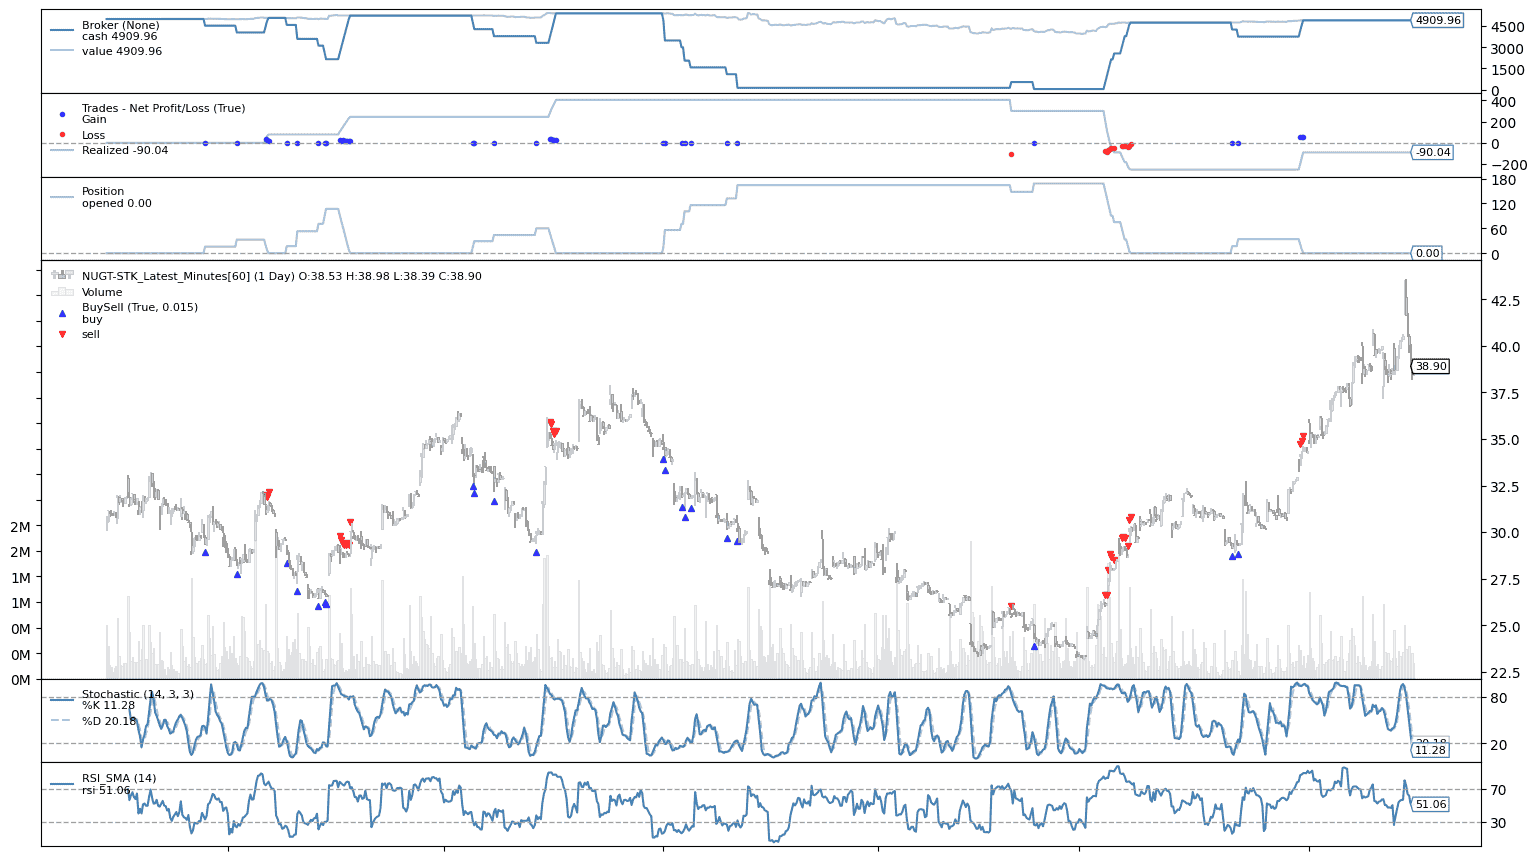 Broker (None)
cash 4909.96
value 4909.96
4909.96
4500
3000
1500
0
Trades - Net Profit/Loss (True)
Gain
Loss
Realized -90.04
400
200
0
-90.04
−200
Position
opened 0.00
180
120
60
0
0.00
NUGT-STK_Latest_Minutes[60] (1 Day) O:38.53 H:38.98 L:38.39 C:38.90
Volume
BuySell (True, 0.015)
buy
sell
42.5
40.0
38.90
37.5
35.0
32.5
30.0
27.5
25.0
22.5
2M
2M
1M
1M
0M
0M
0M
Stochastic (14, 3, 3)
%K 11.28
%D 20.18
80
20
20.18
11.28
RSI_SMA (14)
rsi 51.06
70
51.06
30